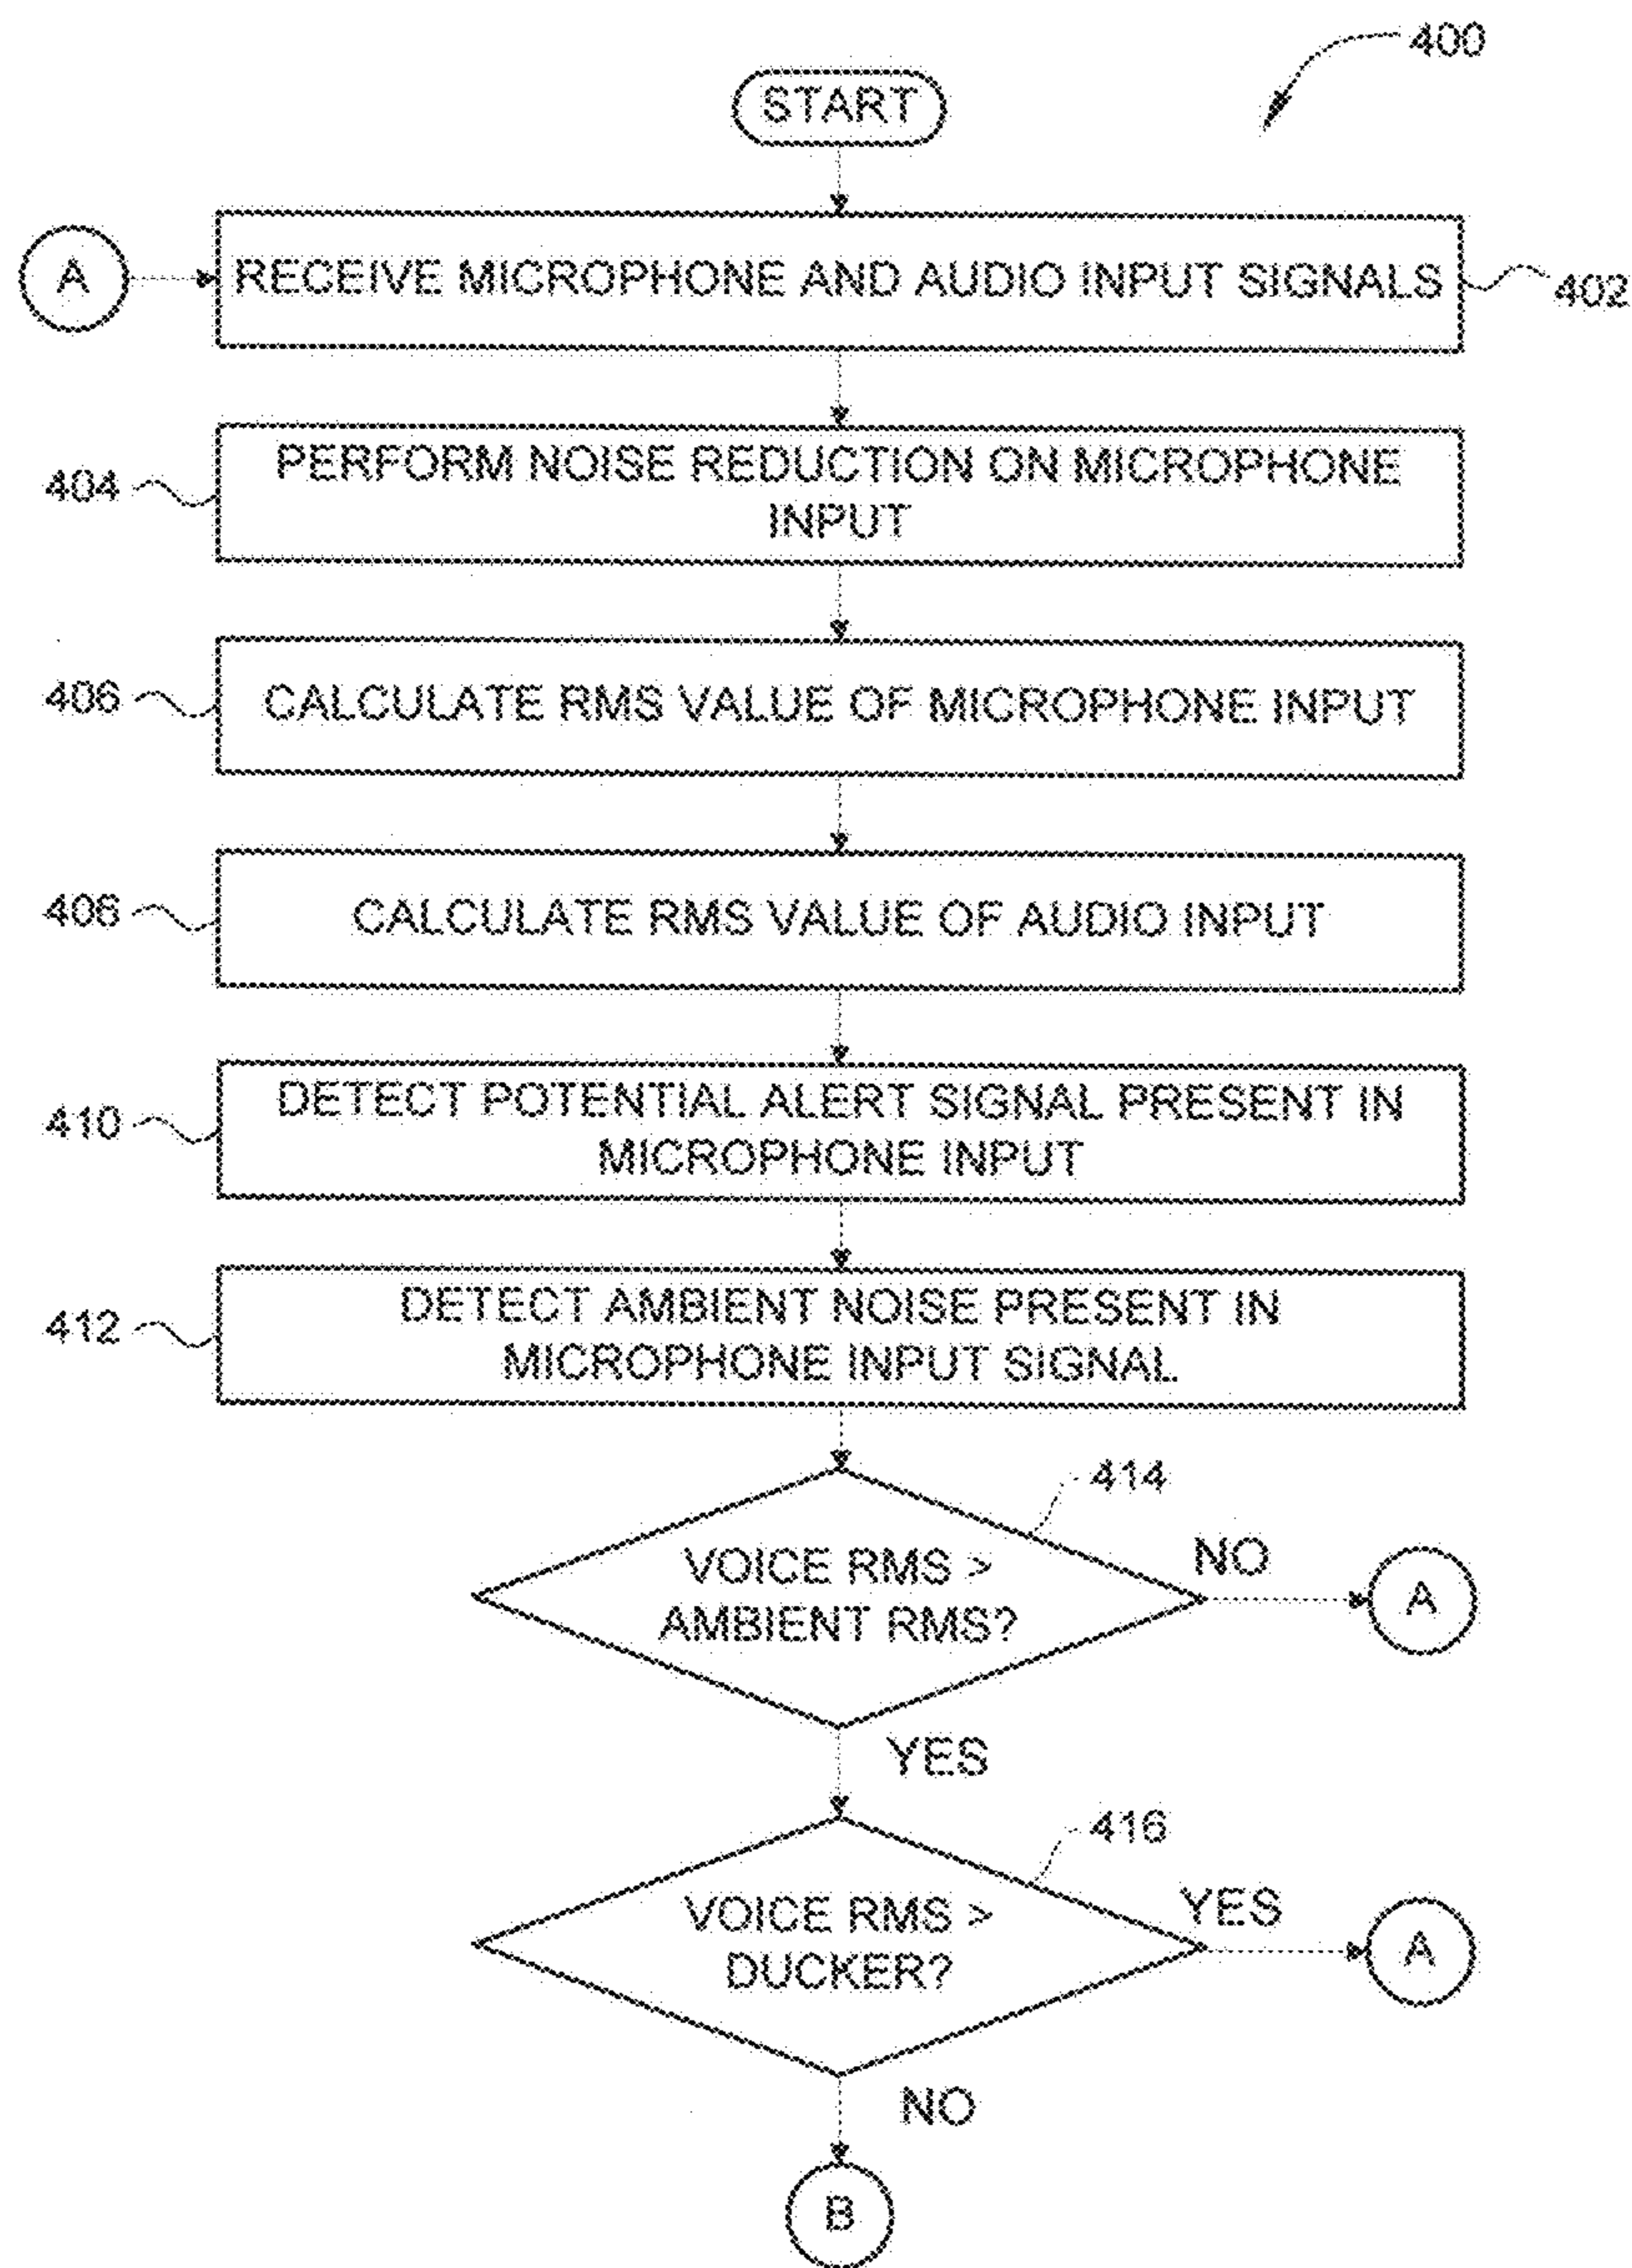 400
START
A
RECEIVE MICROPHONE AND AUDIO INPUT SIGNALS
402
404
PERFORM NOISE REDUCTION ON MICROPHONE
INPUT
406
CALCULATE RMS VALUE OF MICROPHONE INPUT
408
CALCULATE RMS VALUE OF AUDIO INPUT
410
DETECT POTENTIAL ALERT SIGNAL PRESENT IN
MICROPHONE INPUT
412
DETECT AMBIENT NOISE PRESENT IN
MICROPHONE INPUT SIGNAL
414
VOICE RMS >
AMBIENT RMS?
NO
A
YES
416
VOICE RMS >
DUCKER?
YES
A
NO
B